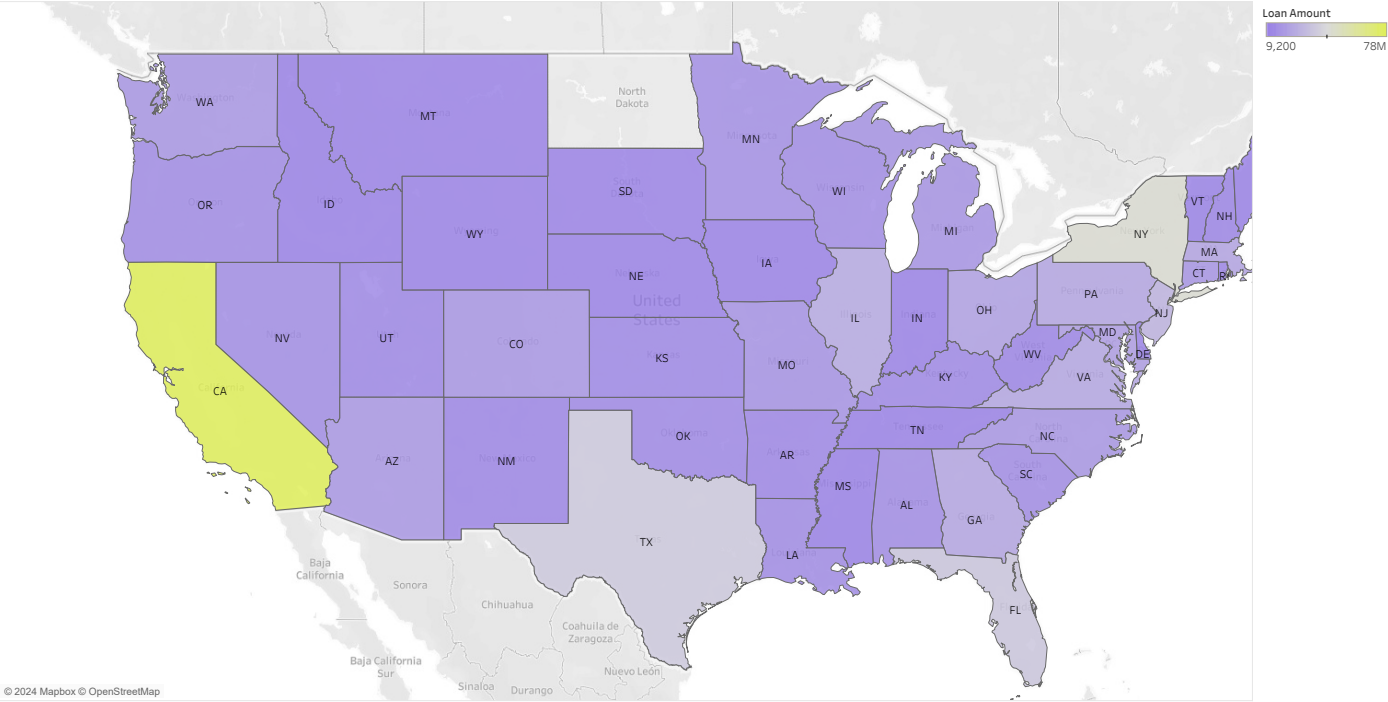 Loan Amount
9,200
78M
North
Dakota
WA
MT
MN
OR
ID
SD
WI
VT
WY
MI
NH
NY
MA
IA
CT
RI
NE
United
States
PA
NV
UT
CO
IL
IN
OH
NJ
MD
KS
WV
DE
MO
KY
VA
CA
OK
TN
NC
AZ
NM
AR
SC
MS
AL
GA
TX
LA
FL
Baja
California
Sonora
Chihuahua
Coahuila de
Zaragoza
Baja California
Sur
Nuevo León
Sinaloa
Durango
© 2024 Mapbox © OpenStreetMap